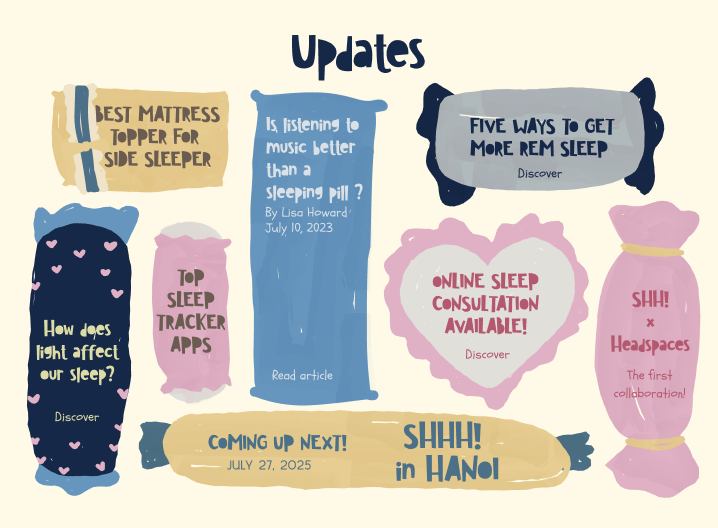 Updates
BEST MATTRESS
TOPPER FOR
SIDE SLEEPER
Is, listening to
music better
than a
sleeping pill ?
By Lisa Howard
July 10, 2023
Read article
FIVE WAYS TO GET
MORE REM SLEEP
Discover
How does
light affect
our sleep?
Discover
TOP
SLEEP
TRACKER
APPS
ONLINE SLEEP
CONSULTATION
AVAILABLE!
Discover
SHH!
x
Headspaces
The first
collaboration!
COMING UP NEXT!
JULY 27, 2025
SHHH!
in HANOI